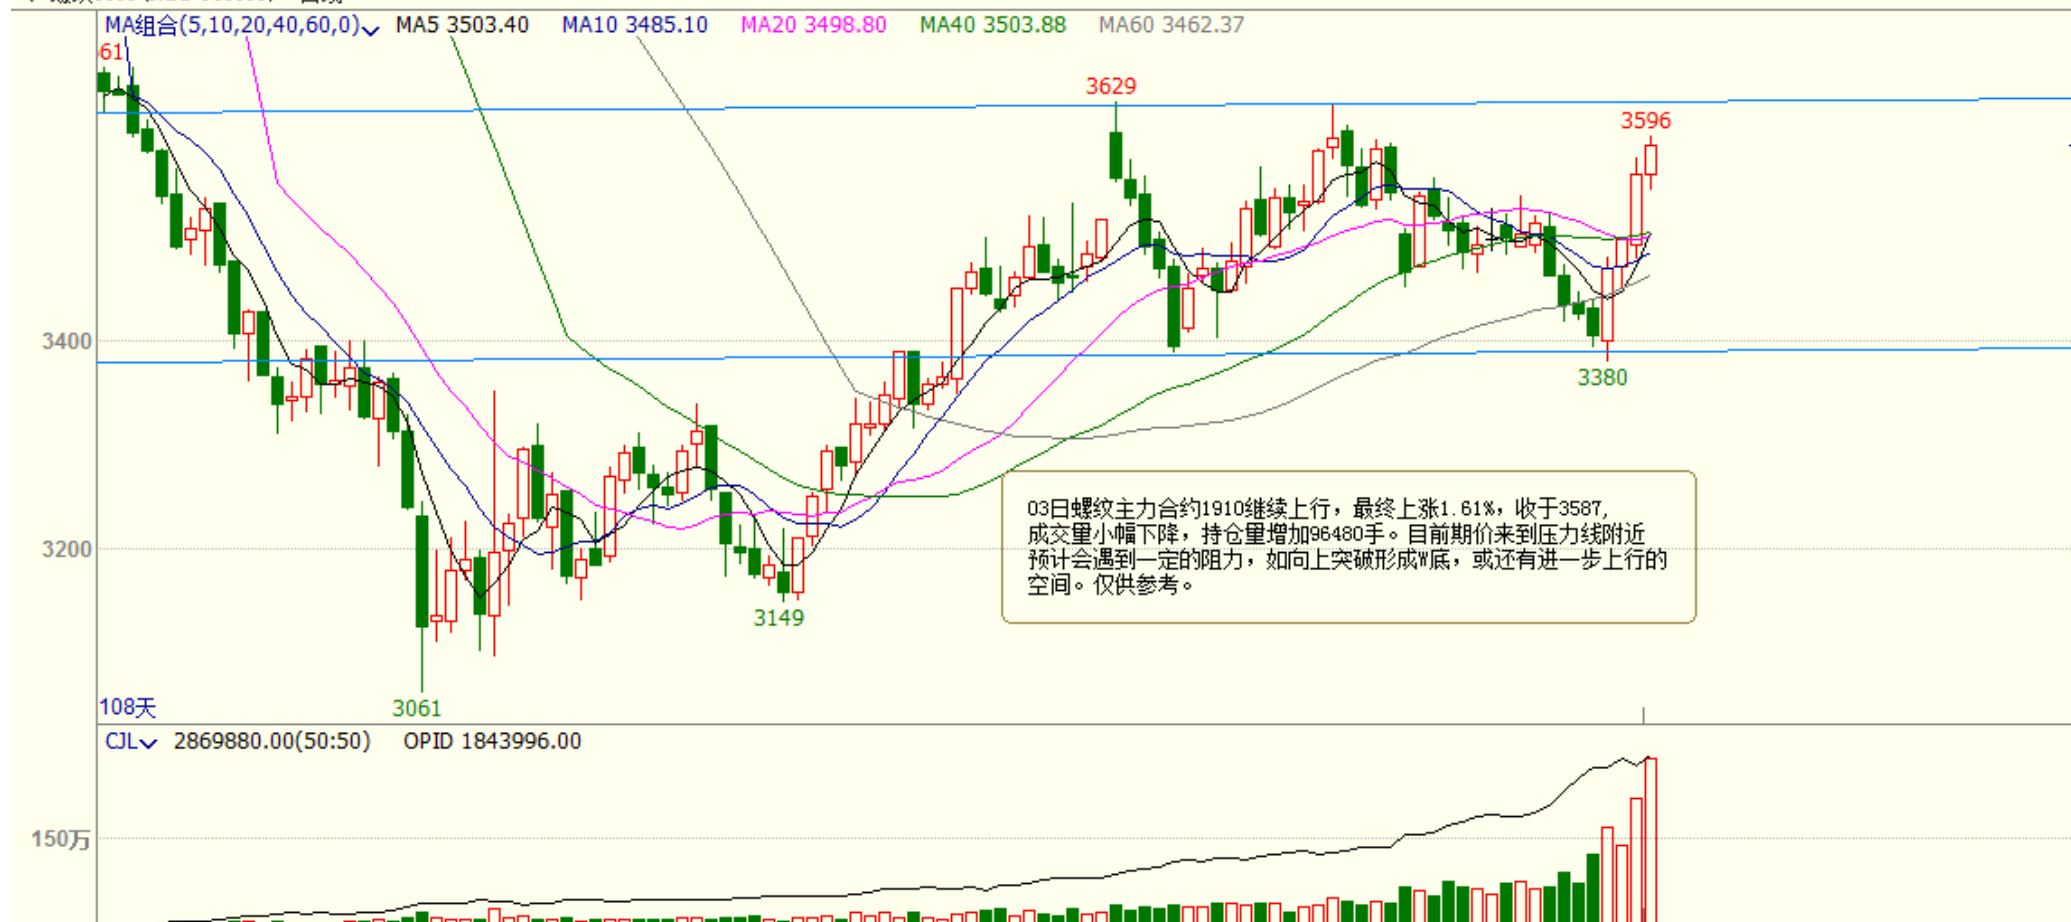 MA组合(5,10,20,40,60,0) MA5 3503.40 MA10 3485.10 MA20 3498.80 MA40 3503.88 MA60 3462.37
61
3629
3596
3400
3380
03日螺纹主力合约1910继续上行，最终上涨1.61%，收于3587,
成交量小幅下降，持仓量增加96480手。目前期价来到压力线附近
预计会遇到一定的阻力，如向上突破形成W底，或还有进一步上行的
空间。仅供参考。
3200
3149
3061
108天
CJL 2869880.00(50:50) OPID 1843996.00
150万